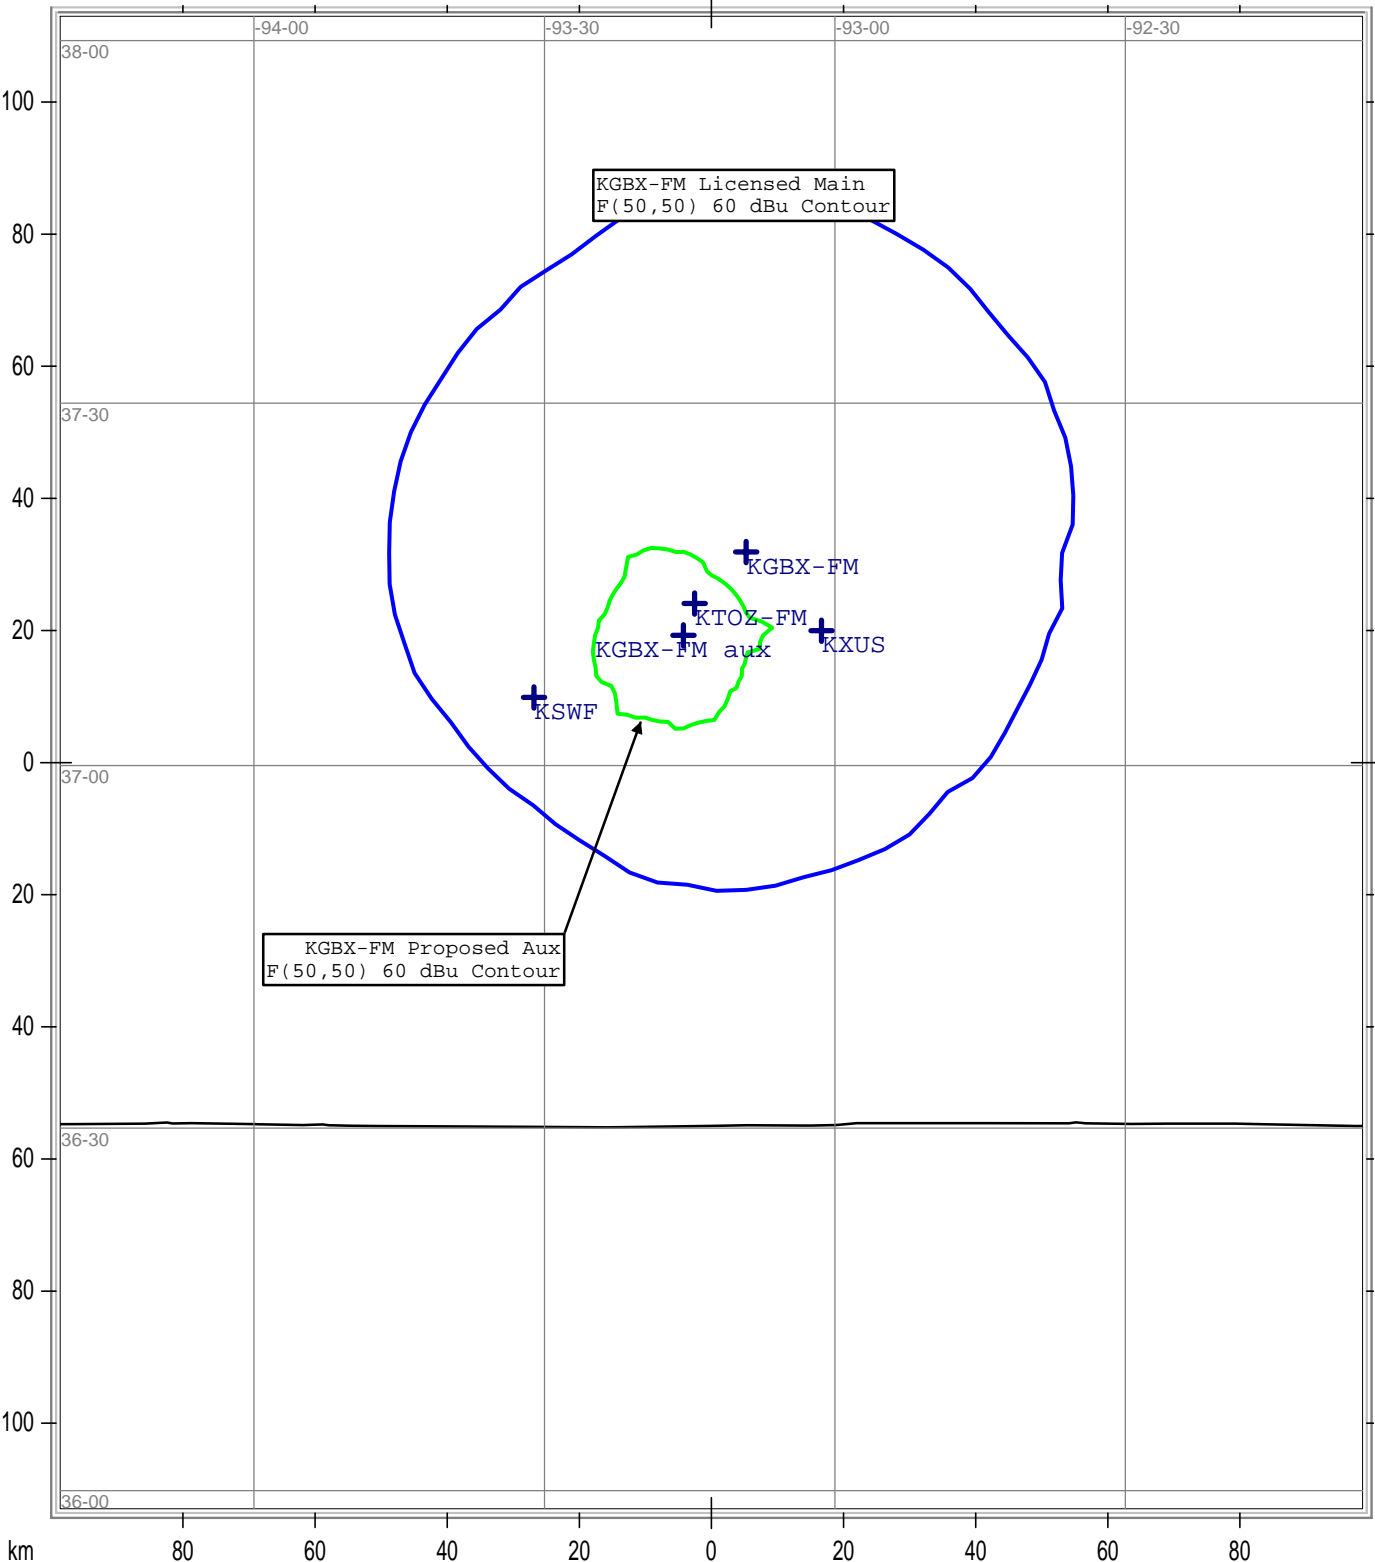 -94-00 -93-30 -93-00 -92-30
38-00
100
KGBX-FM Licensed Main
F(50,50) 60 dBu Contour
80
60
37-30
40
KGBX-FM
KTOZ-FM
20
KXUS
KGBX-FM aux
KSWF
0
37-00
20
KGBX-FM Proposed Aux
F(50,50) 60 dBu Contour
40
36-30
60
80
100
36-00
km 80 60 40 20 0 20 40 60 80